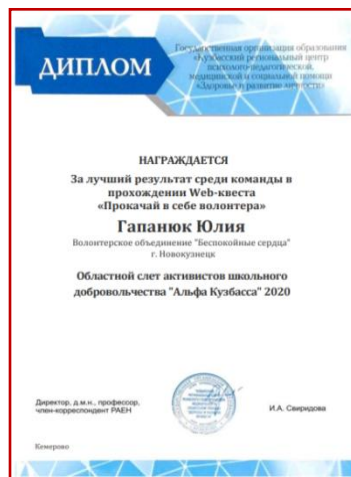 ДИПЛОМ
Государственная организация образования
«Кузбасский региональный центр
психолого-педагогической,
медицинской и социальной помощи
«Здоровье и развитие личности»
НАГРАЖДАЕТСЯ
За лучший результат среди команды в
прохождении Web-квеста
«Прокачай в себе волонтера»
Гапанюк Юлия
Волонтерское объединение "Беспокойные сердца"
г. Новокузнецк
Областной слет активистов школьного
добровольчества "Альфа Кузбасса" 2020
Директор, д.м.н., профессор,
член-корреспондент РАЕН
И.А. Свиридова
Кемерово